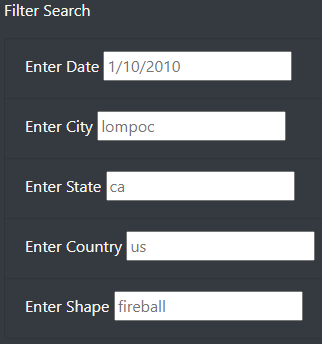 Filter Search
Enter Date 1/10/2010
Enter City lompoc
Enter State ca
Enter Country us
Enter Shape fireball